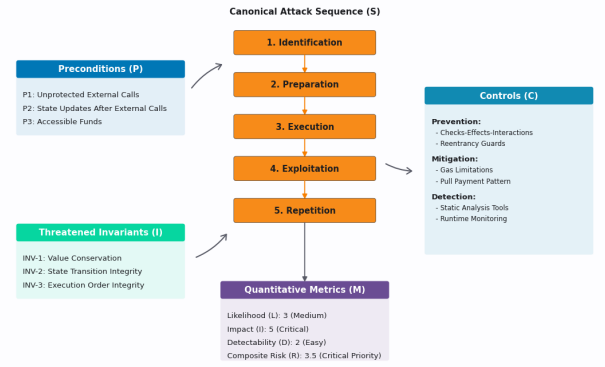 Canonical Attack Sequence (S)
1. Identification
2. Preparation
3. Execution
4. Exploitation
5. Repetition
Preconditions (P)
P1: Unprotected External Calls
P2: State Updates After External Calls
P3: Accessible Funds
Threatened Invariants (I)
INV-1: Value Conservation
INV-2: State Transition Integrity
INV-3: Execution Order Integrity
Controls (C)
Prevention:
- Checks-Effects-Interactions
- Reentrancy Guards
Mitigation:
- Gas Limitations
- Pull Payment Pattern
Detection:
- Static Analysis Tools
- Runtime Monitoring
Quantitative Metrics (M)
Likelihood (L): 3 (Medium)
Impact (I): 5 (Critical)
Detectability (D): 2 (Easy)
Composite Risk (R): 3.5 (Critical Priority)